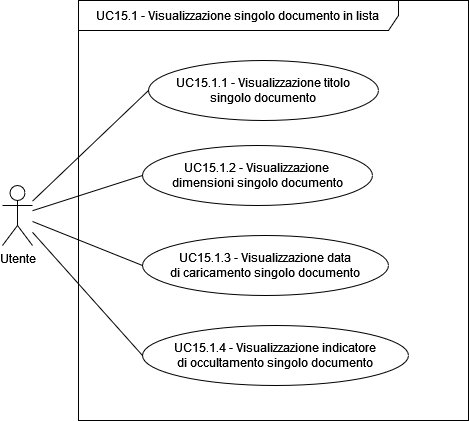 UC15.1 - Visualizzazione singolo documento in lista
UC15.1.1 - Visualizzazione titolo
singolo documento
UC15.1.2 - Visualizzazione
dimensioni singolo documento
Utente
UC15.1.3 - Visualizzazione data
di caricamento singolo documento
UC15.1.4 - Visualizzazione indicatore
di occultamento singolo documento